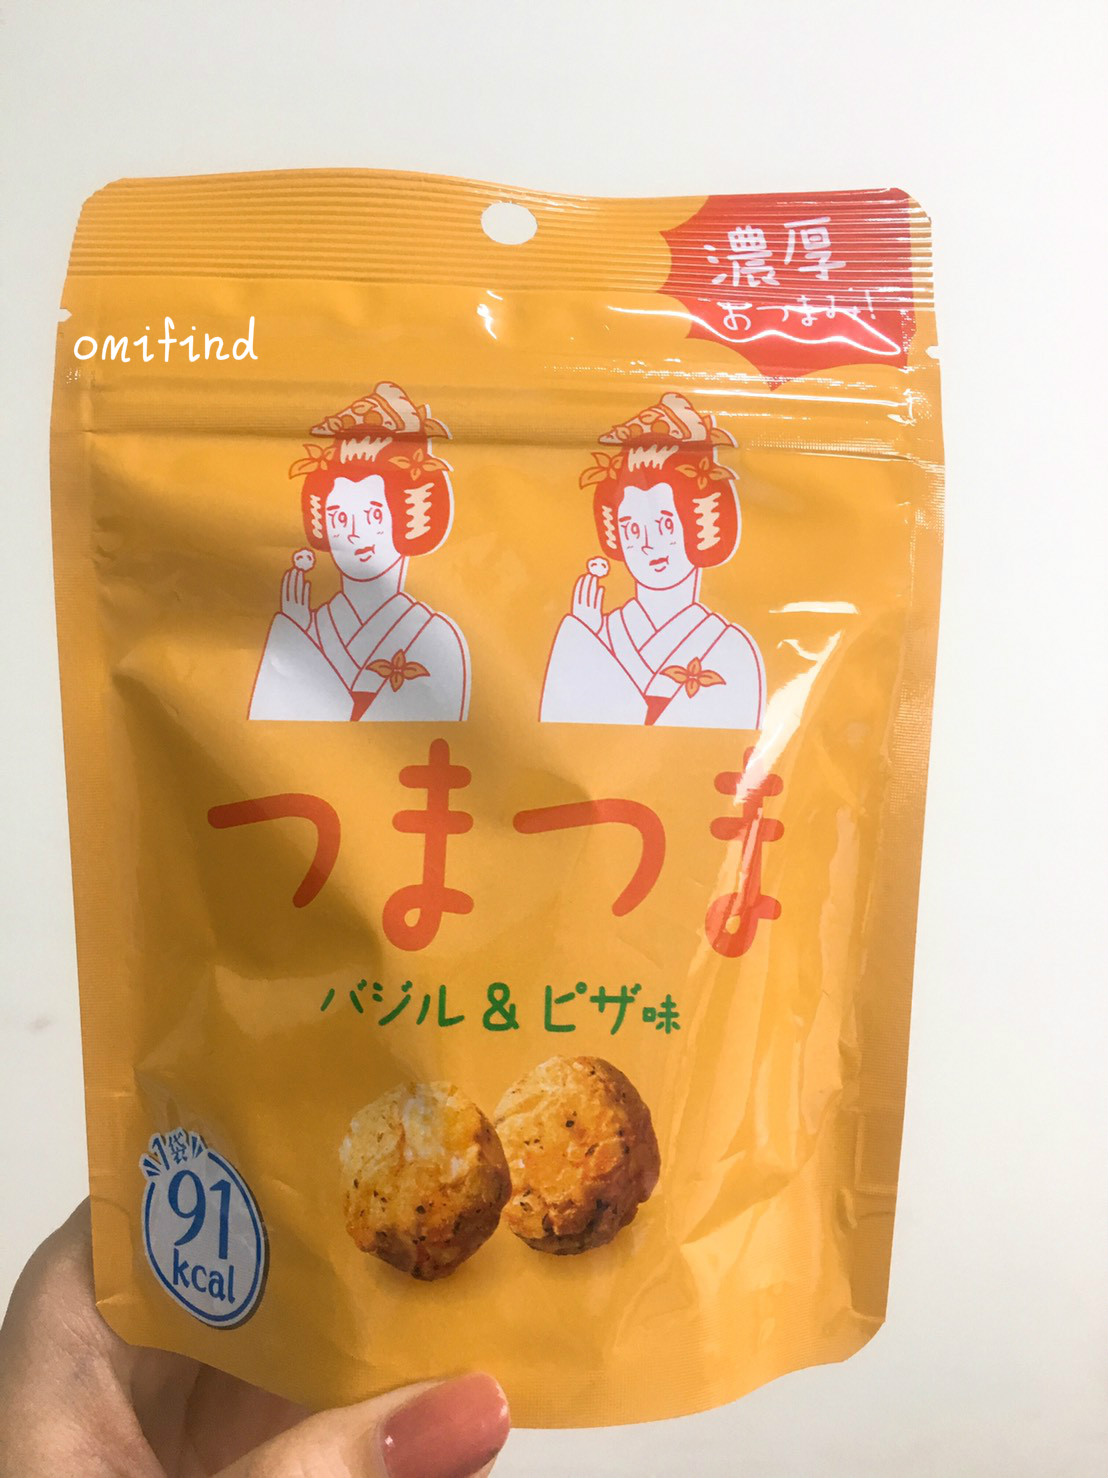 濃厚
おつまみ!
omifind
つまつま
バジル & ピザ味
1袋
91
kcal